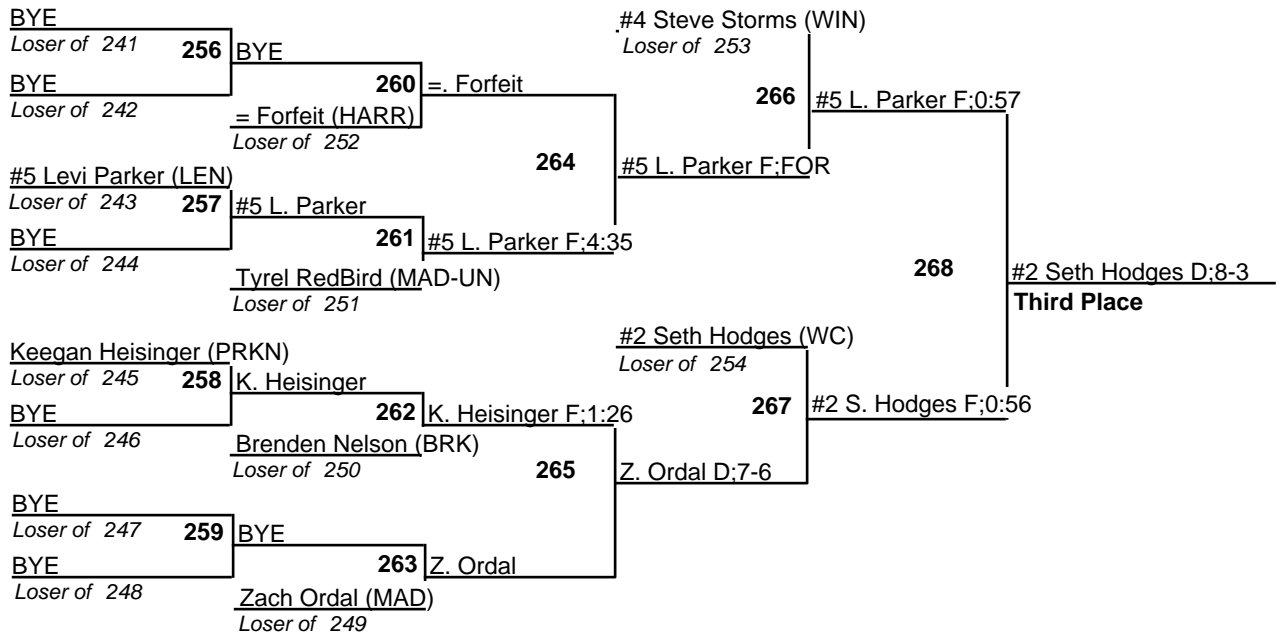 BYE
Loser of 241
256
BYE
BYE
Loser of 242
260
=. Forfeit
= Forfeit (HARR)
Loser of 252
#5 Levi Parker (LEN)
Loser of 243
257
#5 L. Parker
BYE
Loser of 244
261
#5 L. Parker F;4:35
Tyrel RedBird (MAD-UN)
Loser of 251
264
#5 L. Parker F;FOR
#4 Steve Storms (WIN)
Loser of 253
266
#5 L. Parker F;0:57
Keegan Heisinger (PRKN)
Loser of 245
258
K. Heisinger
BYE
Loser of 246
262
K. Heisinger F;1:26
Brenden Nelson (BRK)
Loser of 250
265
Z. Ordal D;7-6
BYE
Loser of 247
259
BYE
BYE
Loser of 248
263
Z. Ordal
Zach Ordal (MAD)
Loser of 249
#2 Seth Hodges (WC)
Loser of 254
267
#2 S. Hodges F;0:56
268
#2 Seth Hodges D;8-3
Third Place